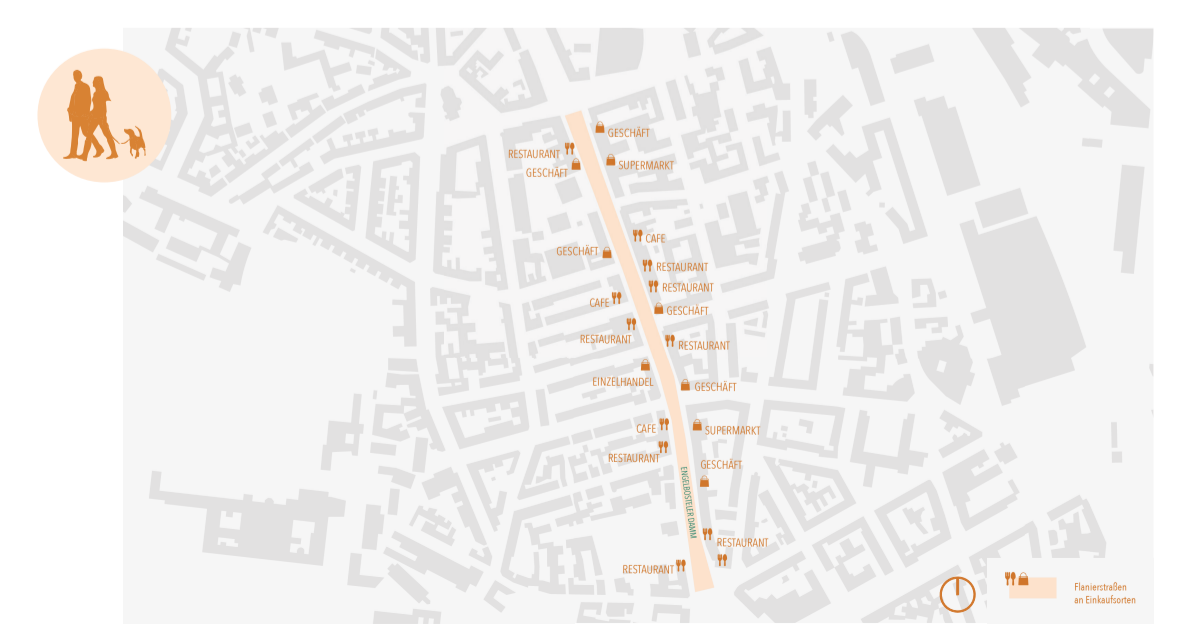 GESCHÄFT
RESTAURANT
SUPERMARKT
GESCHÄFT
CAFE
GESCHÄFT
RESTAURANT
RESTAURANT
CAFE
GESCHÄFT
RESTAURANT
RESTAURANT
EINZELHANDEL
GESCHÄFT
CAFE
SUPERMARKT
RESTAURANT
GESCHÄFT
ENGELBOSTELER DAMM
RESTAURANT
RESTAURANT
Flanierstraßen
an Einkaufsorten